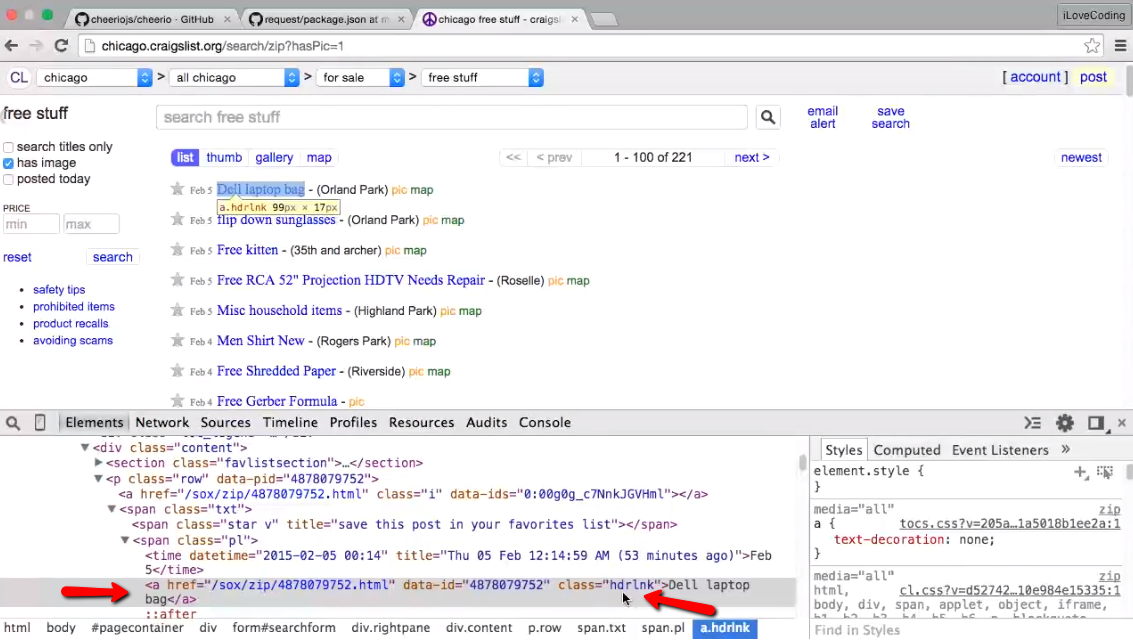 cheeriojs/cheerio · GitHub
request/package.json at m
chicago free stuff - craigslis
iLoveCoding
chicago.craigslist.org/search/zip?hasPic=1
CL chicago > all chicago > for sale > free stuff [ account ] post
free stuff
search free stuff
email alert
save search
search titles only
has image
posted today
PRICE
min max
reset search
safety tips
prohibited items
product recalls
avoiding scams
list thumb gallery map << < prev 1 - 100 of 221 next > newest
Feb 5 Dell laptop bag - (Orland Park) pic map
a.hdrlnk 99px × 17px
Feb 5 flip down sunglasses - (Orland Park) pic map
Feb 5 Free kitten - (35th and archer) pic map
Feb 5 Free RCA 52" Projection HDTV Needs Repair - (Roselle) pic map
Feb 5 Misc household items - (Highland Park) pic map
Feb 4 Men Shirt New - (Rogers Park) pic map
Feb 4 Free Shredded Paper - (Riverside) pic map
Feb 4 Free Gerber Formula - pic
Elements Network Sources Timeline Profiles Resources Audits Console
<div class="content">
<section class="favlistsection">…</section>
<p class="row" data-pid="4878079752">
<a href="/sox/zip/4878079752.html" class="i" data-ids="0:00g0g_c7NnkJGVHml"></a>
<span class="txt">
<span class="star v" title="save this post in your favorites list"></span>
<span class="pl">
<time datetime="2015-02-05 00:14" title="Thu 05 Feb 12:14:59 AM (53 minutes ago)">Feb
5</time>
<a href="/sox/zip/4878079752.html" data-id="4878079752" class="hdrlnk">Dell laptop
bag</a>
::after
html body #pagecontainer div form#searchform div.rightpane div.content p.row span.txt span.pl a.hdrlnk
Styles Computed Event Listeners »
element.style {
}
media="all" zip
a { tocs.css?v=205a…1a5018b1ee2a:1
text-decoration: none;
}
media="all" zip
html, cl.css?v=d52742…10e984e15335:1
body, div, span, applet, object, iframe,
Find in Styles